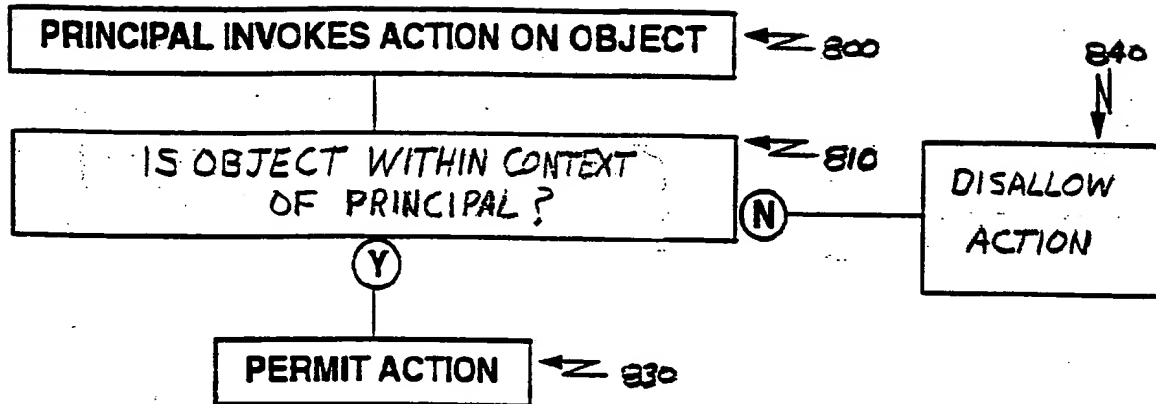 PRINCIPAL INVOKES ACTION ON OBJECT
800
840
IS OBJECT WITHIN CONTEXT
OF PRINCIPAL?
810
N
DISALLOW
ACTION
Y
PERMIT ACTION
830